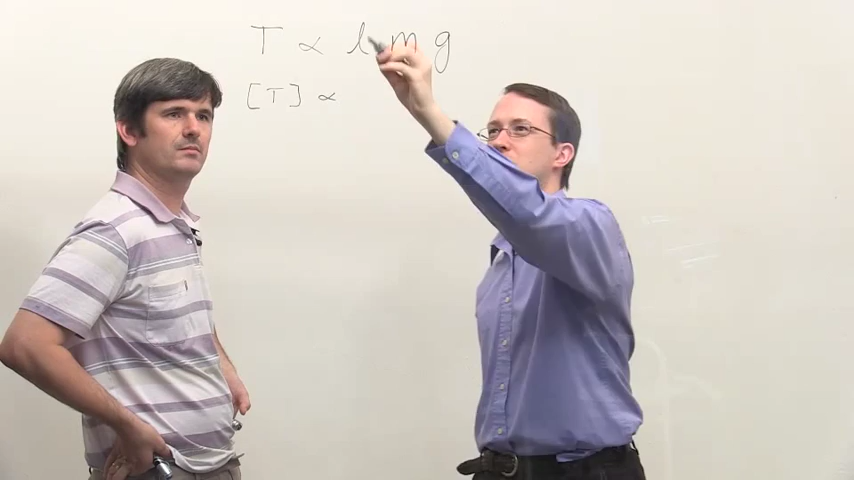 T ∝ l m g
[T] ∝